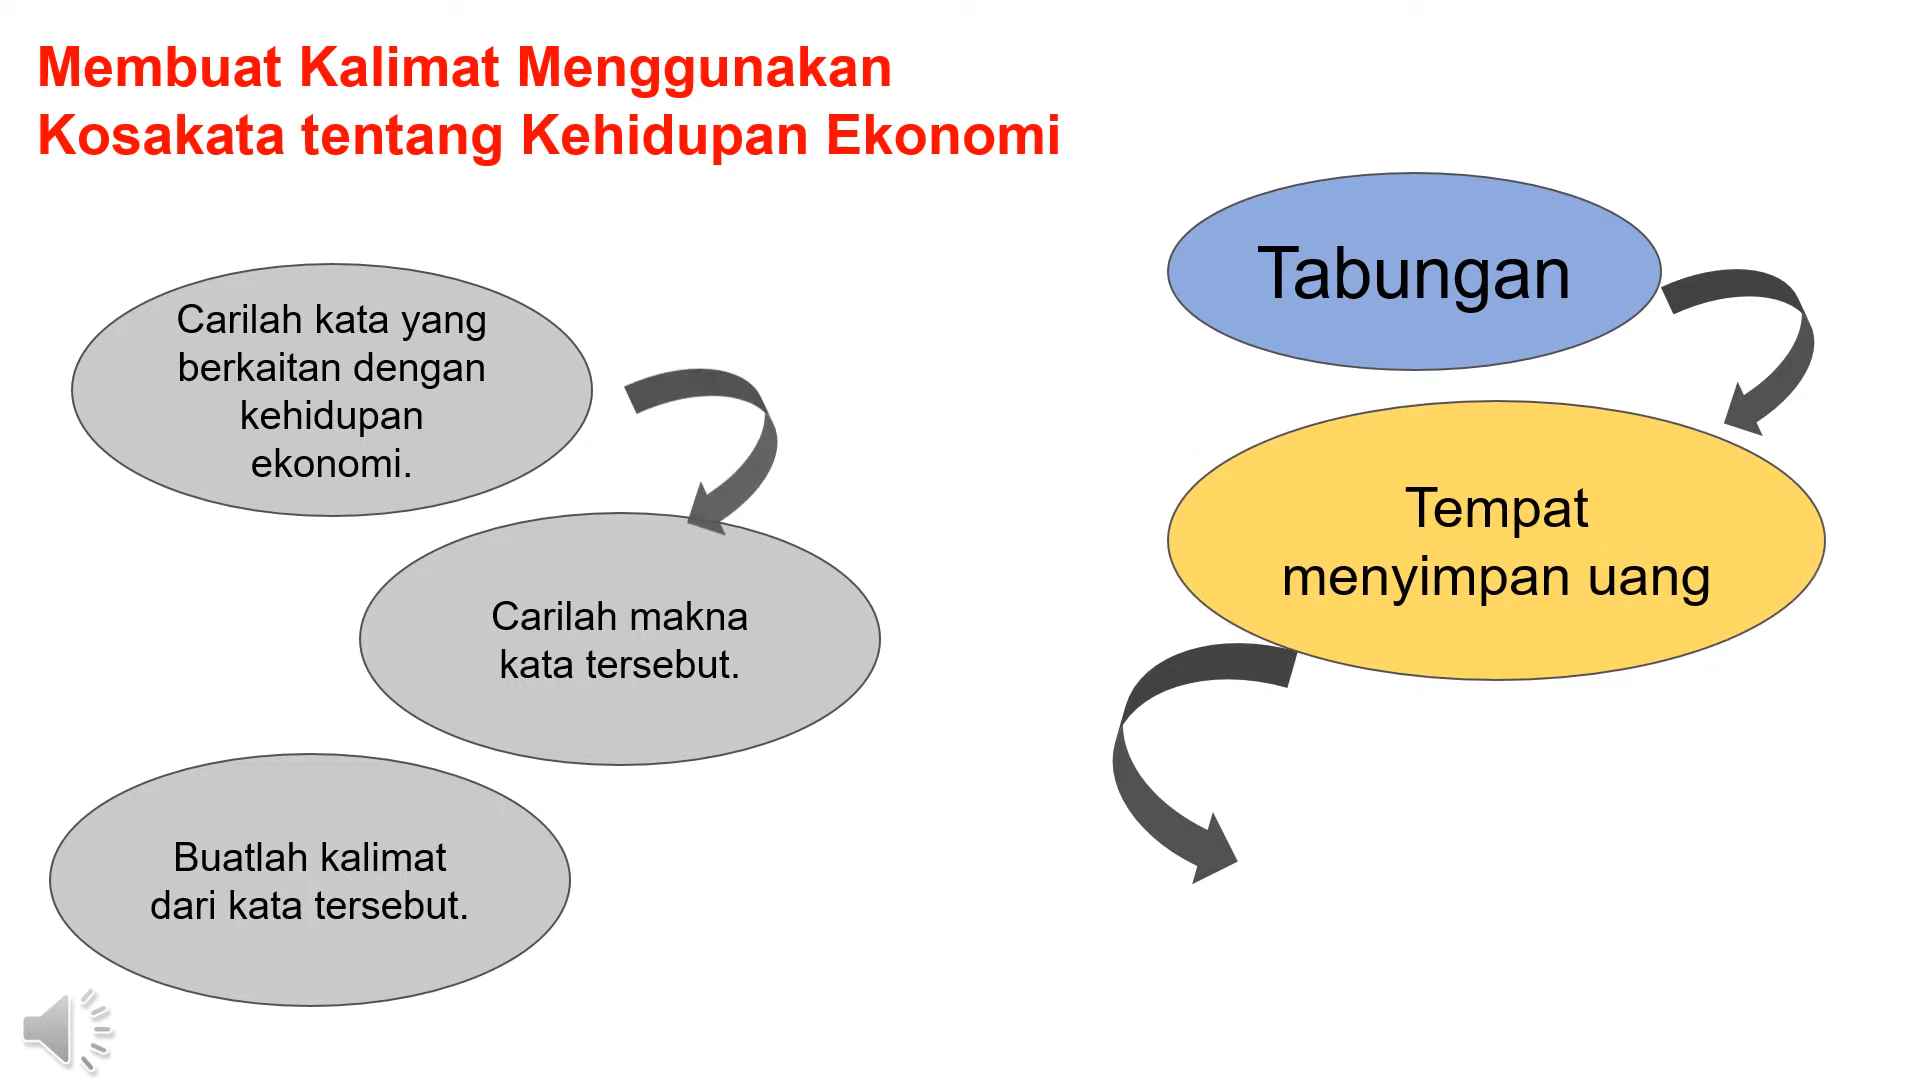 Membuat Kalimat Menggunakan
Kosakata tentang Kehidupan Ekonomi
Carilah kata yang
berkaitan dengan
kehidupan
ekonomi.
Carilah makna
kata tersebut.
Buatlah kalimat
dari kata tersebut.
Tabungan
Tempat
menyimpan uang